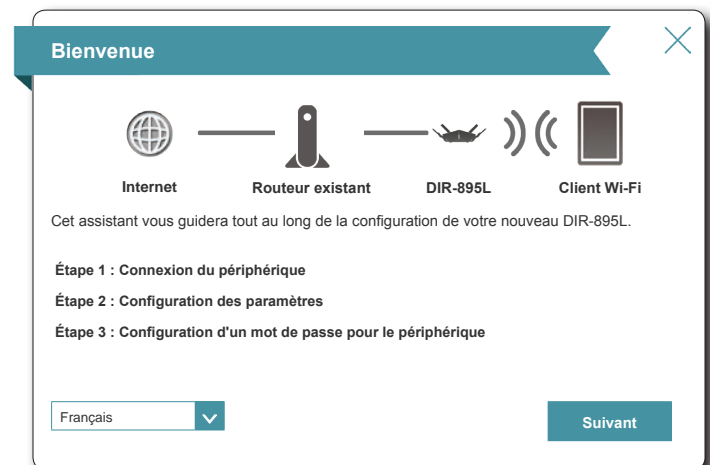 Bienvenue
Internet Routeur existant DIR-895L Client Wi-Fi
Cet assistant vous guidera tout au long de la configuration de votre nouveau DIR-895L.
Étape 1 : Connexion du périphérique
Étape 2 : Configuration des paramètres
Étape 3 : Configuration d'un mot de passe pour le périphérique
Français
Suivant